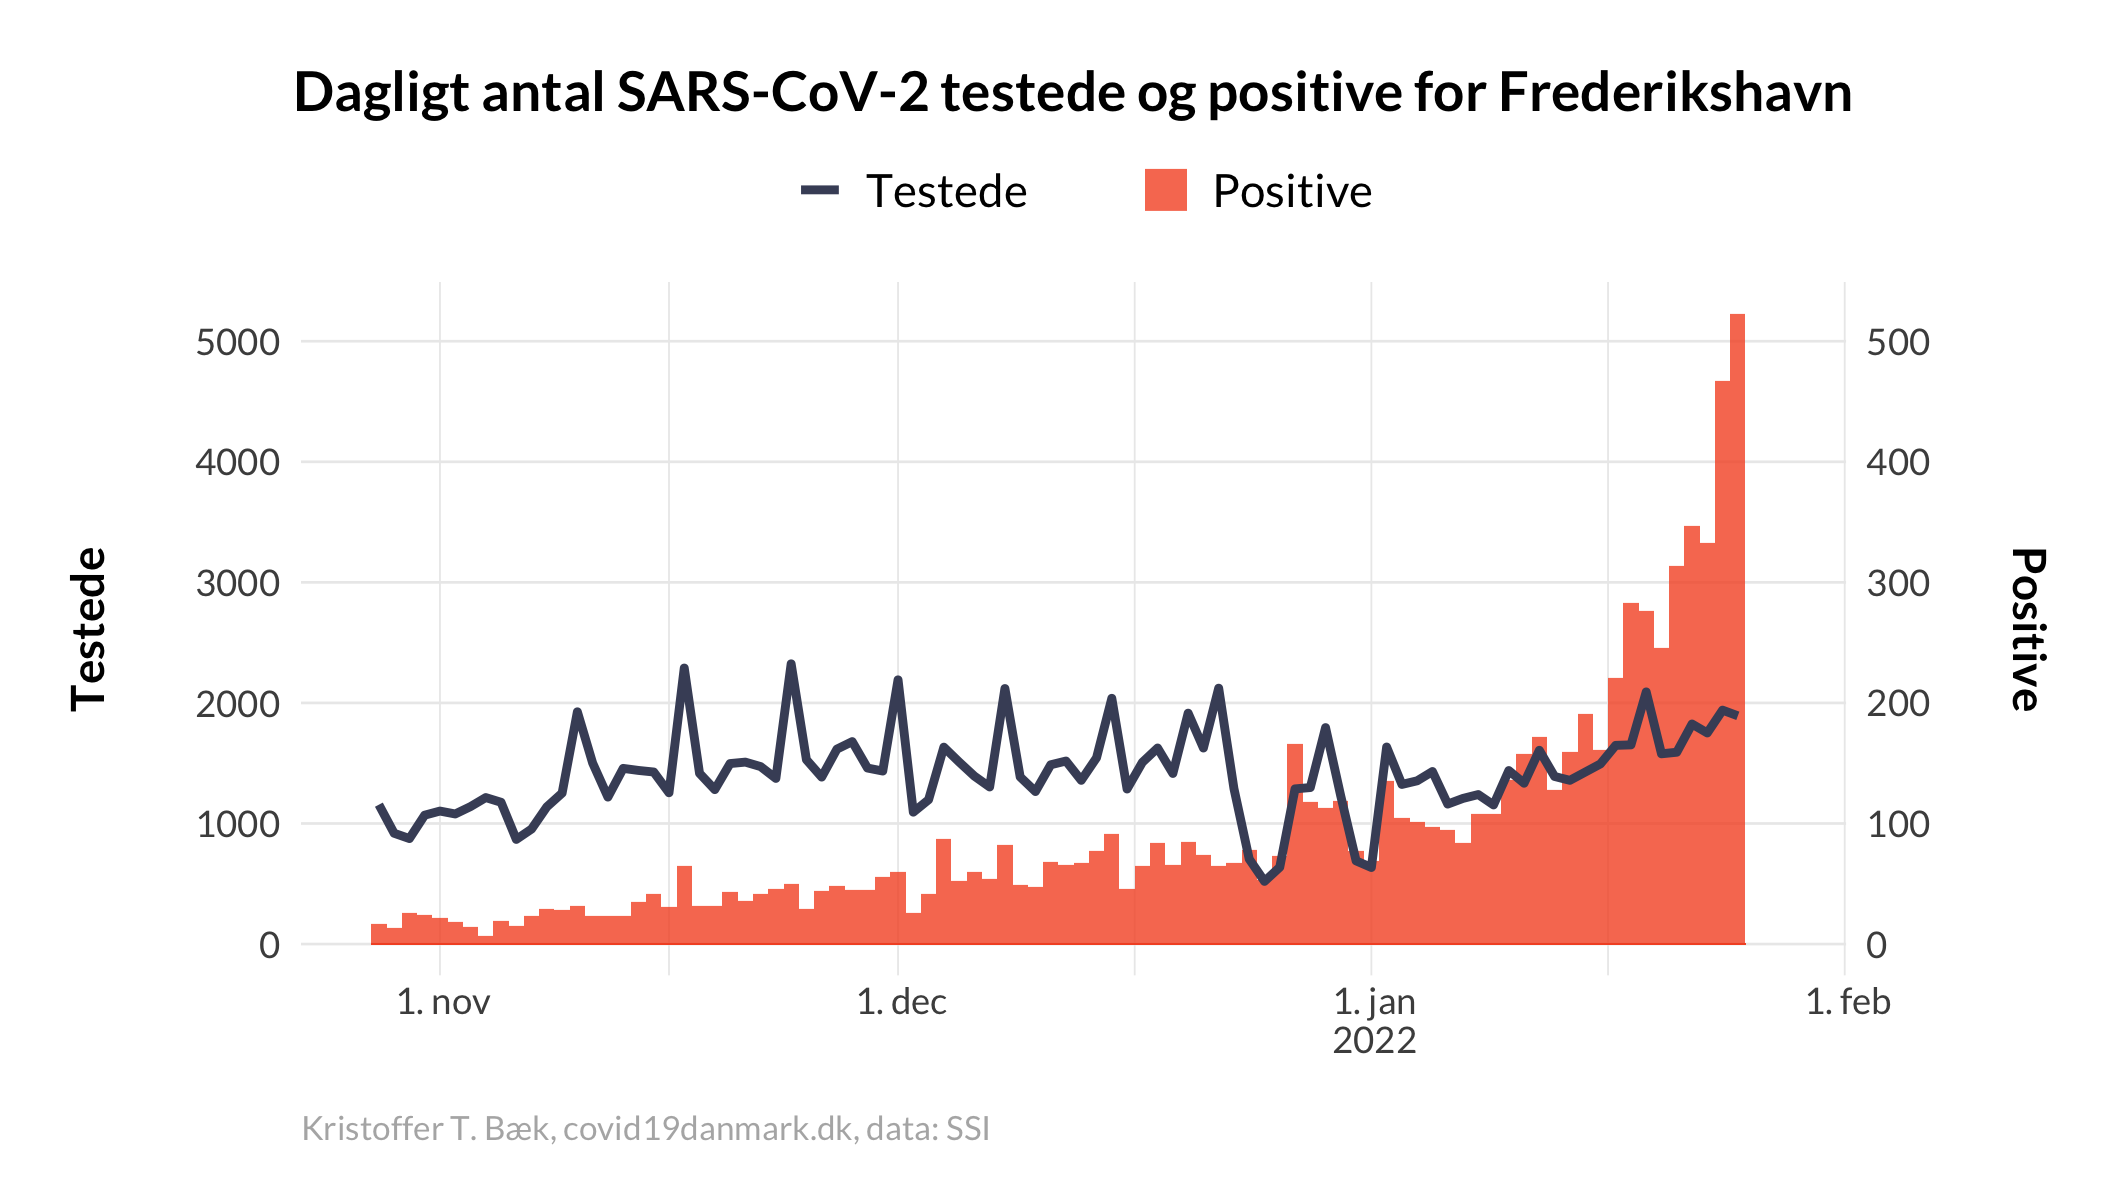 Dagligt antal SARS-CoV-2 testede og positive for Frederikshavn
Testede Positive
5000 500
4000 400
3000 300
2000 200
1000 100
0 0
Testede
Positive
1. nov 1. dec 1. jan 1. feb
2022
Kristoffer T. Bæk, covid19danmark.dk, data: SSI